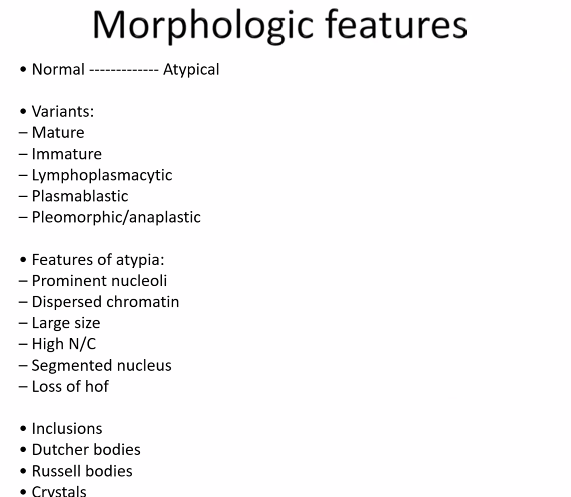 Morphologic features
• Normal ------------- Atypical
• Variants:
– Mature
– Immature
– Lymphoplasmacytic
– Plasmablastic
– Pleomorphic/anaplastic
• Features of atypia:
– Prominent nucleoli
– Dispersed chromatin
– Large size
– High N/C
– Segmented nucleus
– Loss of hof
• Inclusions
• Dutcher bodies
• Russell bodies
• Crystals